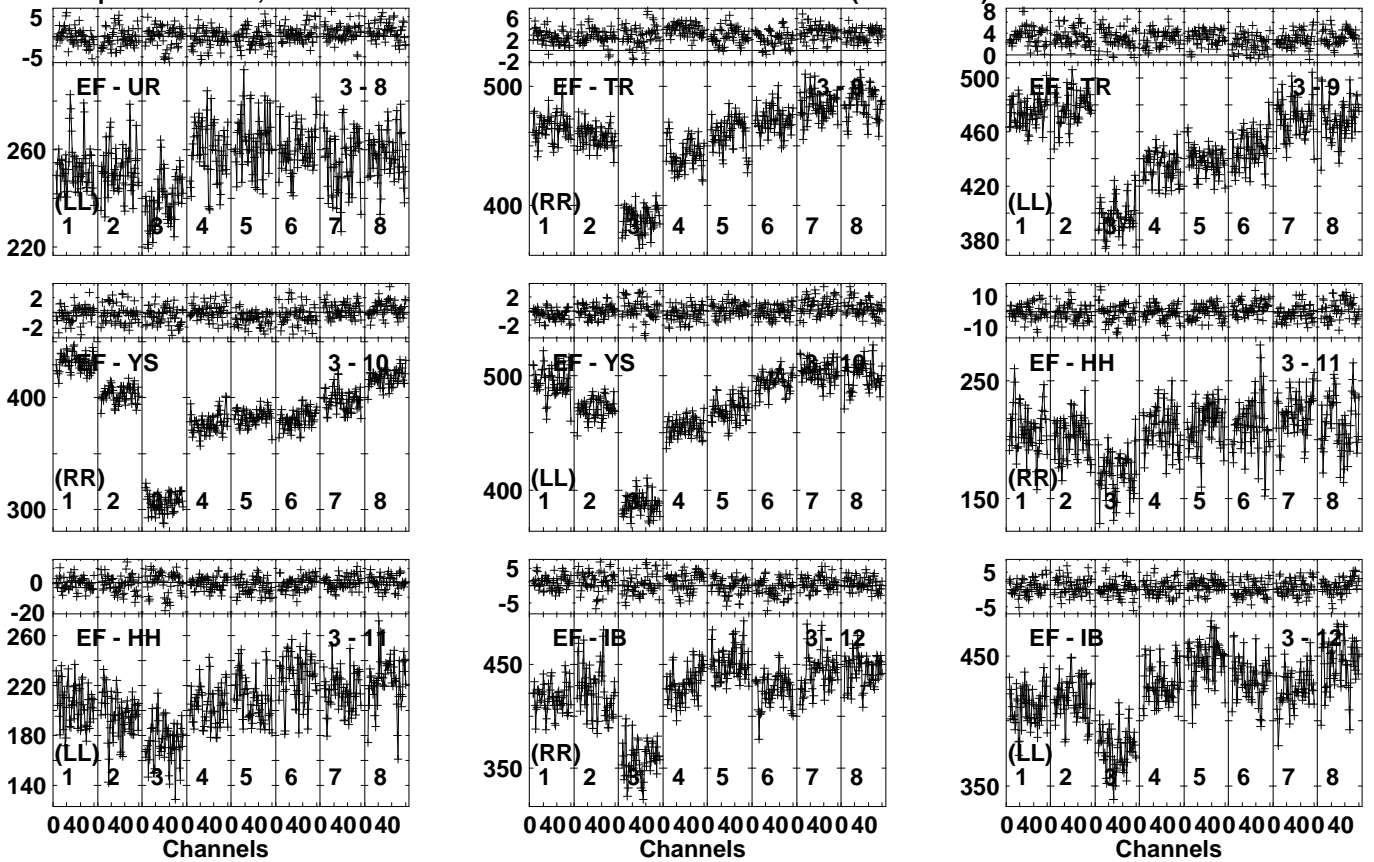 5
-5
EF - UR 3 - 8
260
220
(LL)
1 2 3 4 5 6 7 8
6
2
-2
EF - TR 3 - 9
500
400
(RR)
1 2 3 4 5 6 7 8
8
4
0
EF - TR 3 - 9
500
460
420
380
(LL)
1 2 3 4 5 6 7 8
2
-2
EF - YS 3 - 10
400
300
(RR)
1 2 3 4 5 6 7 8
2
-2
EF - YS 3 - 10
500
400
(LL)
1 2 3 4 5 6 7 8
10
-10
EF - HH 3 - 11
250
150
(RR)
1 2 3 4 5 6 7 8
0
-20
EF - HH 3 - 11
260
220
180
140
(LL)
1 2 3 4 5 6 7 8
0 40 0 40 0 40 0 40 0 40 0 40 0 40 0 40
Channels
5
-5
EF - IB 3 - 12
450
350
(RR)
1 2 3 4 5 6 7 8
0 40 0 40 0 40 0 40 0 40 0 40 0 40 0 40
Channels
5
-5
EF - IB 3 - 12
450
350
(LL)
1 2 3 4 5 6 7 8
0 40 0 40 0 40 0 40 0 40 0 40 0 40 0 40
Channels